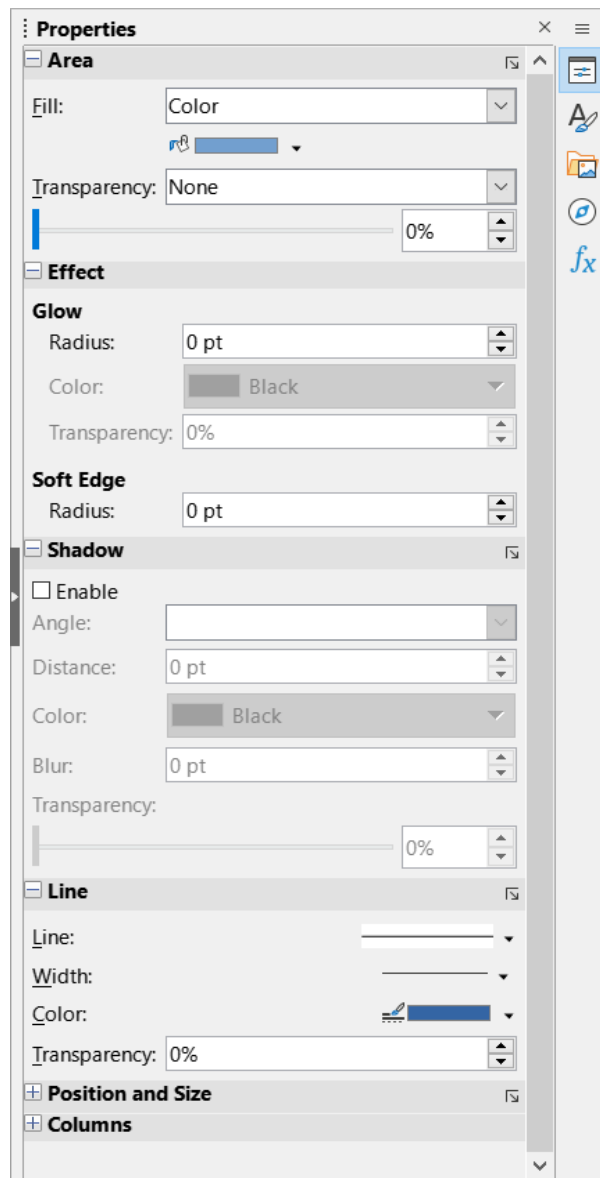 Properties
Area
Fill: Color
Transparency: None
0%
Effect
Glow
Radius: 0 pt
Color: Black
Transparency: 0%
Soft Edge
Radius: 0 pt
Shadow
Enable
Angle:
Distance: 0 pt
Color: Black
Blur: 0 pt
Transparency:
0%
Line
Line:
Width:
Color:
Transparency: 0%
Position and Size
Columns
A
fx